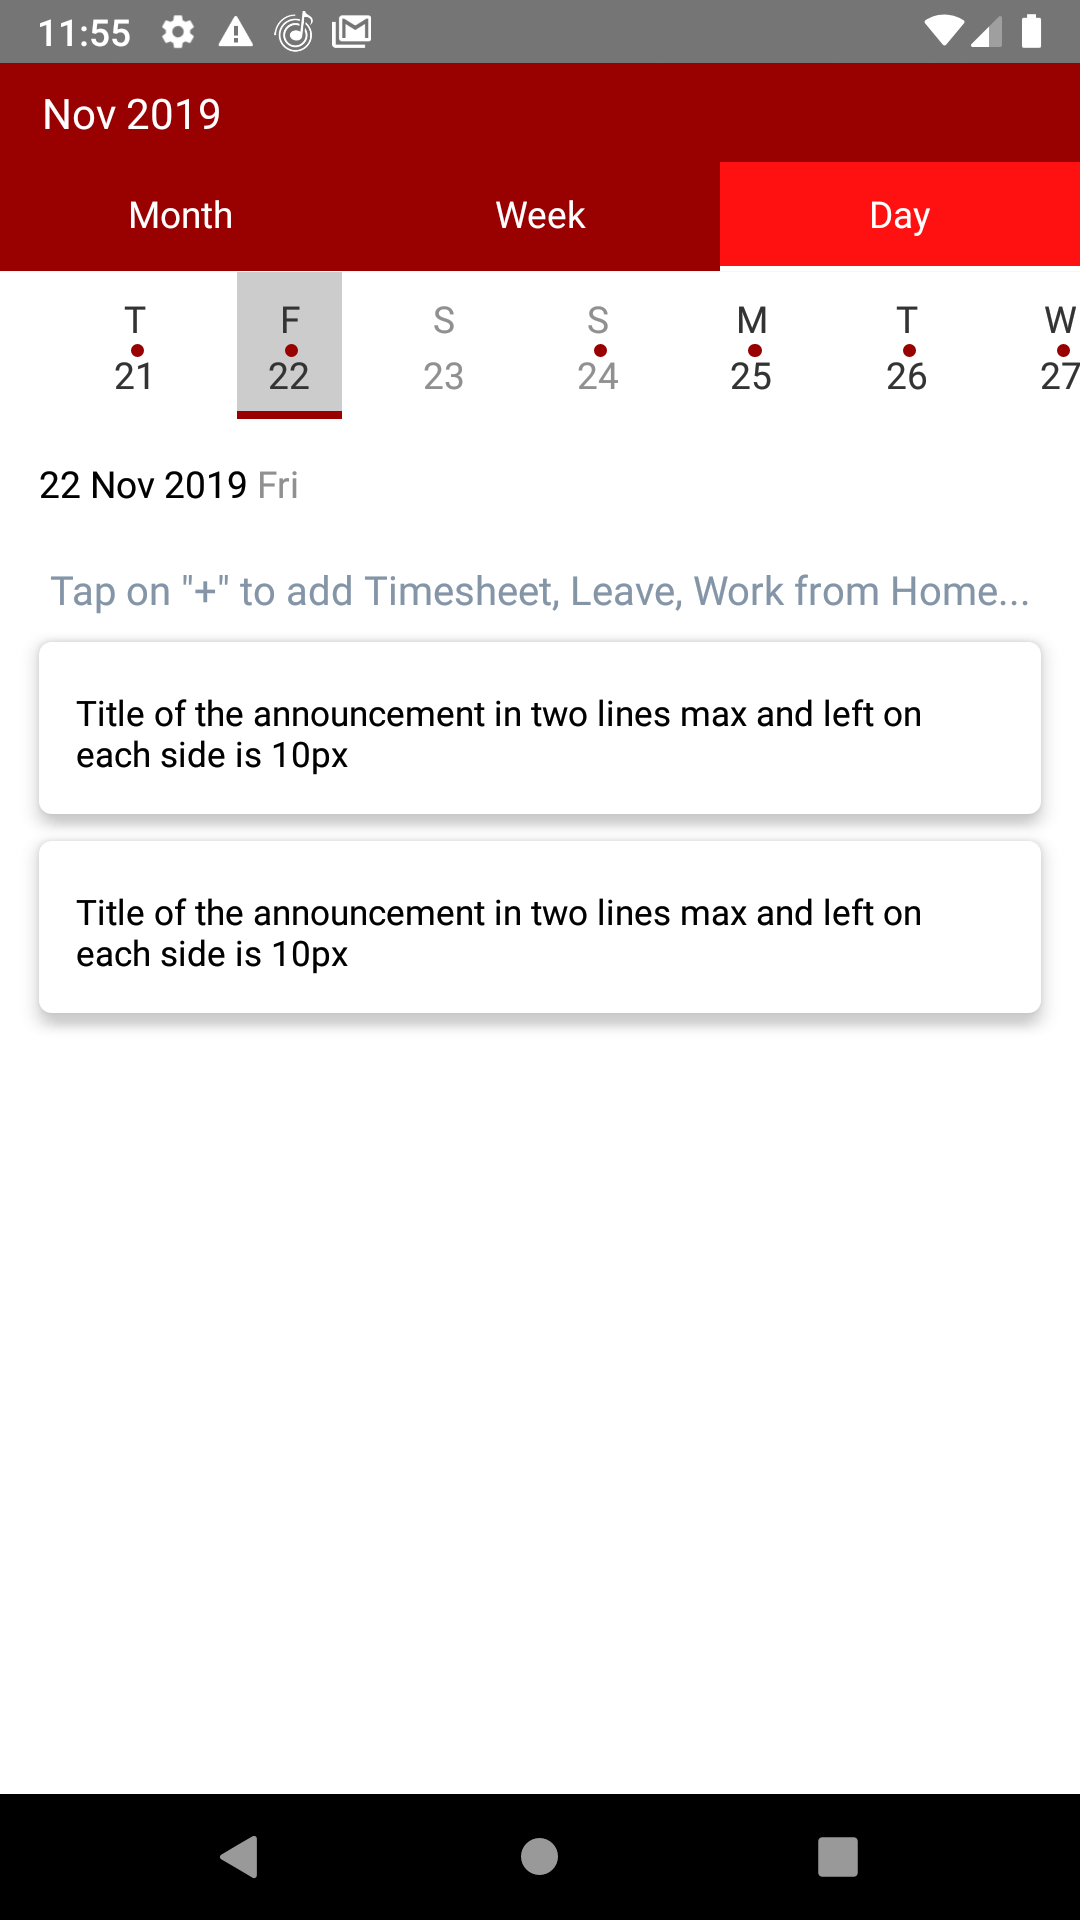 11:55
Nov 2019
Month Week Day
T F S S M T W
21 22 23 24 25 26 27
22 Nov 2019 Fri
Tap on "+" to add Timesheet, Leave, Work from Home...
Title of the announcement in two lines max and left on
each side is 10px
Title of the announcement in two lines max and left on
each side is 10px